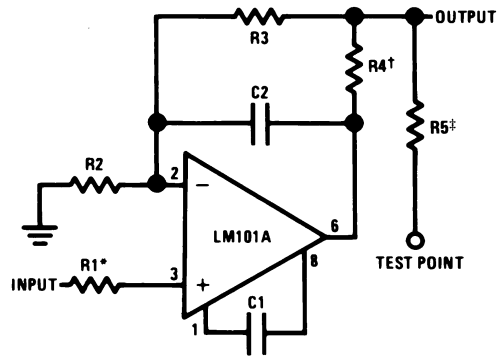 R3
OUTPUT
R4†
C2
R5‡
R2
2
−
LM101A
6
8
TEST POINT
INPUT
R1*
3
+
C1
1